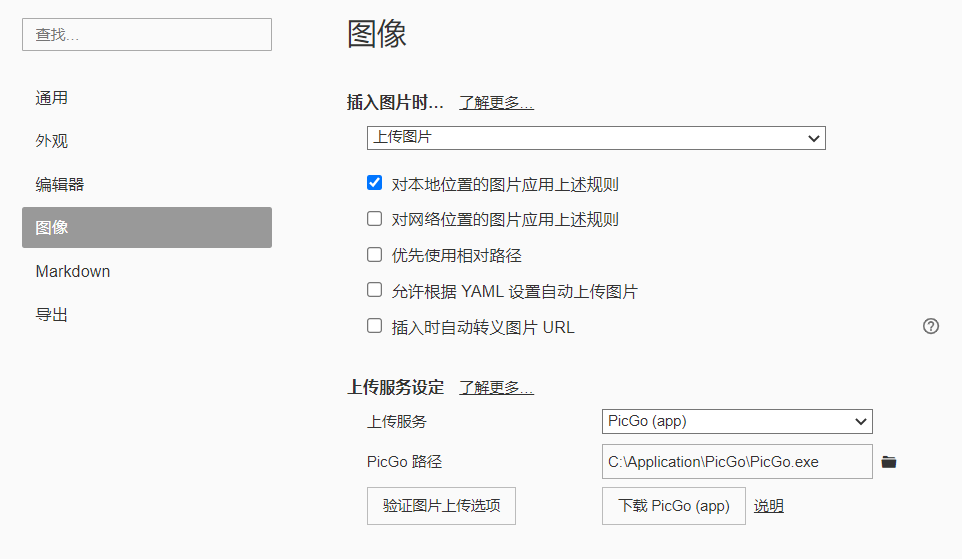 查找...
通用
外观
编辑器
图像
Markdown
导出
图像
插入图片时... 了解更多...
上传图片
对本地位置的图片应用上述规则
对网络位置的图片应用上述规则
优先使用相对路径
允许根据 YAML 设置自动上传图片
插入时自动转义图片 URL
上传服务设定 了解更多...
上传服务 PicGo (app)
PicGo 路径 C:\Application\PicGo\PicGo.exe
验证图片上传选项 下载 PicGo (app) 说明